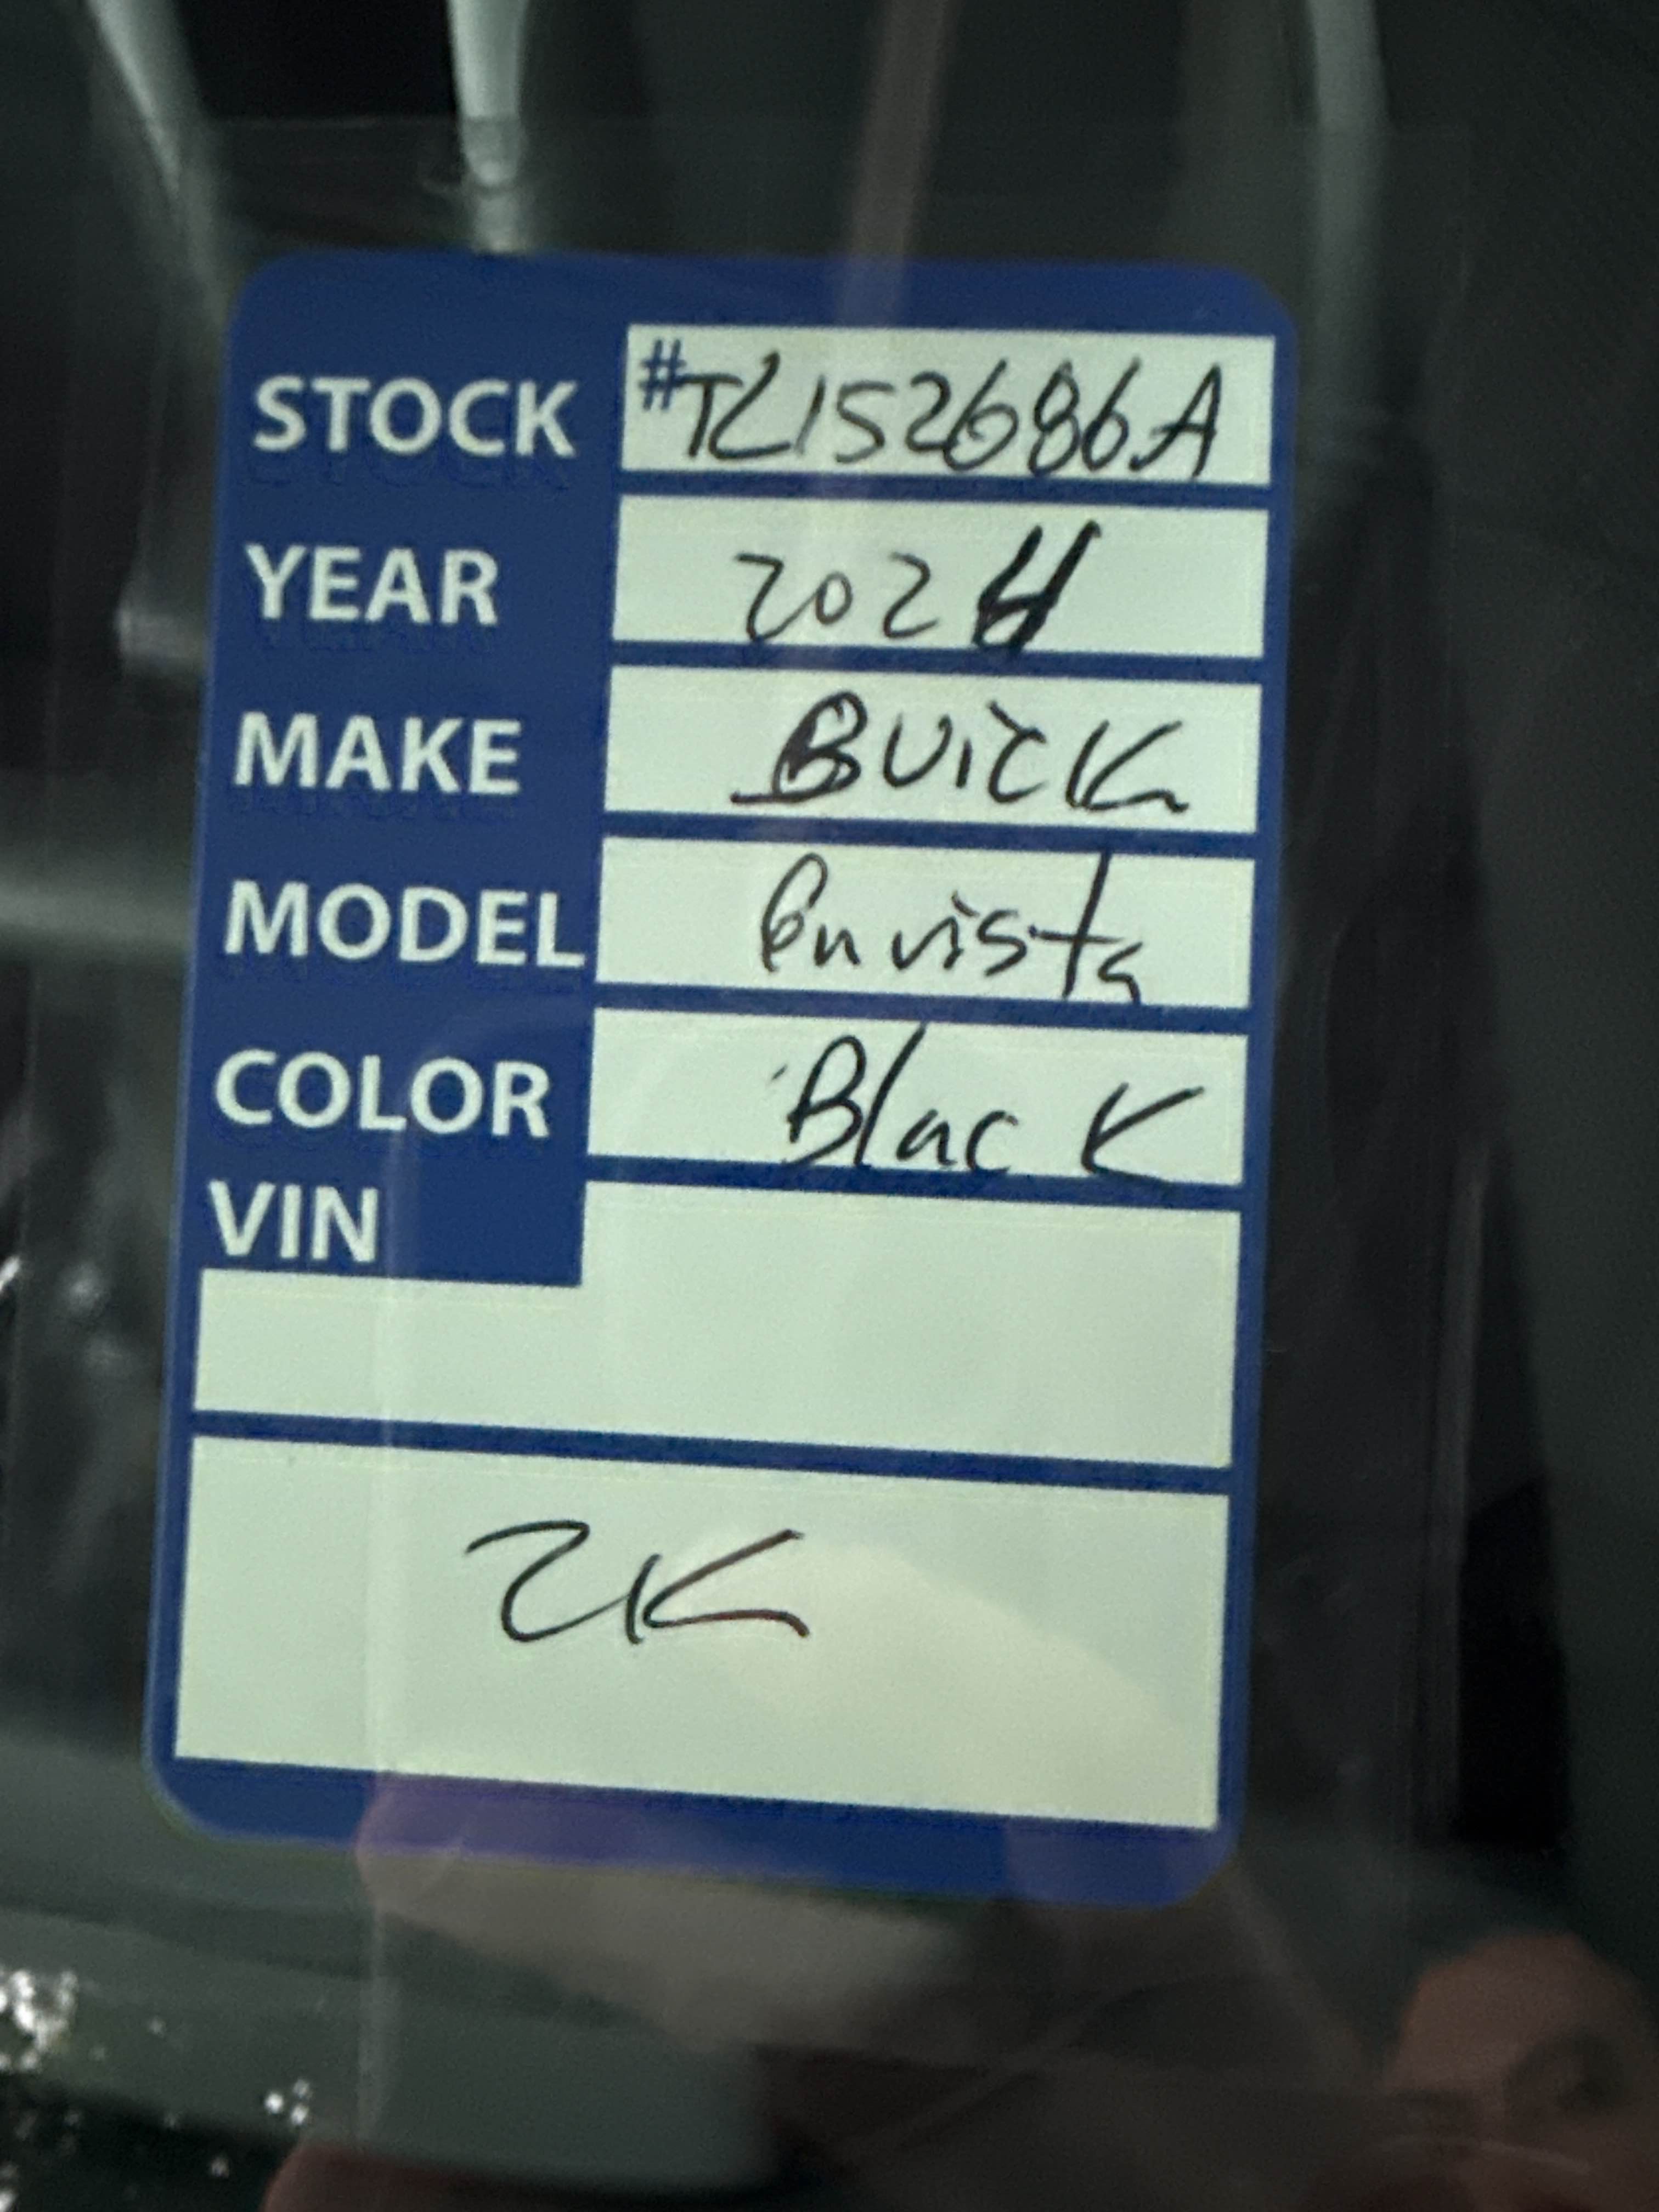 STOCK #TL152686A
YEAR 2024
MAKE Buick
MODEL Envista
COLOR Black
VIN
2K